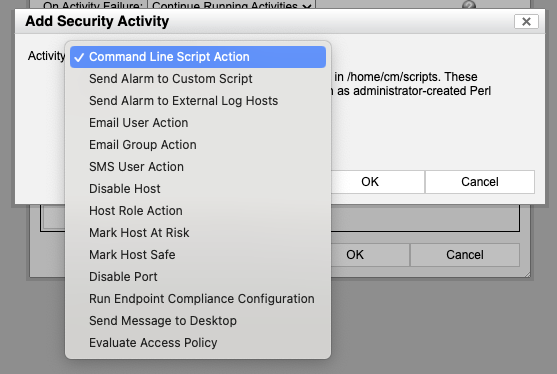 On Activity Failure: Continue Running Activities
Add Security Activity
Activity
✓ Command Line Script Action
Send Alarm to Custom Script
in /home/cm/scripts. These
as administrator-created Perl
Send Alarm to External Log Hosts
Email User Action
Email Group Action
SMS User Action
Disable Host
OK
Cancel
Host Role Action
Mark Host At Risk
Mark Host Safe
OK
Cancel
Disable Port
Run Endpoint Compliance Configuration
Send Message to Desktop
Evaluate Access Policy